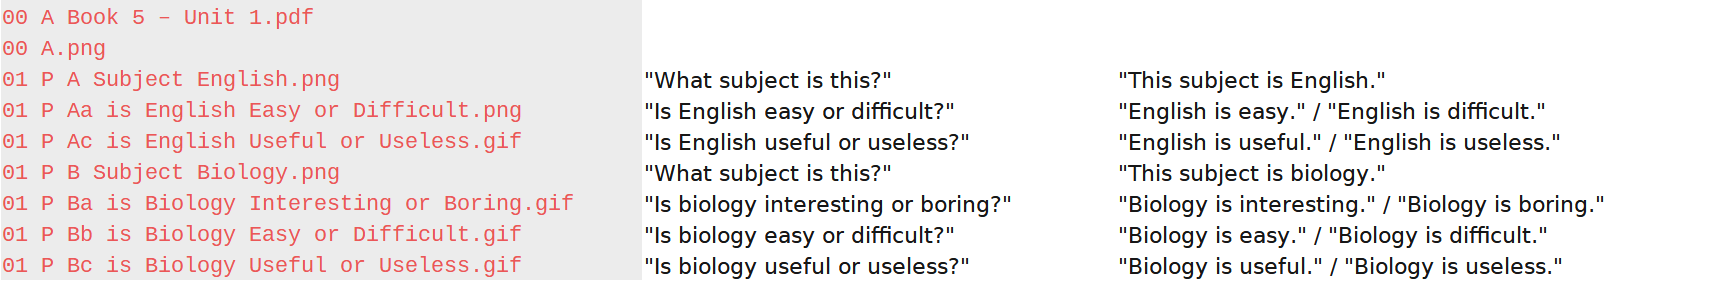 00 A Book 5 – Unit 1.pdf
00 A.png
01 P A Subject English.png "What subject is this?" "This subject is English."
01 P Aa is English Easy or Difficult.png "Is English easy or difficult?" "English is easy." / "English is difficult."
01 P Ac is English Useful or Useless.gif "Is English useful or useless?" "English is useful." / "English is useless."
01 P B Subject Biology.png "What subject is this?" "This subject is biology."
01 P Ba is Biology Interesting or Boring.gif "Is biology interesting or boring?" "Biology is interesting." / "Biology is boring."
01 P Bb is Biology Easy or Difficult.gif "Is biology easy or difficult?" "Biology is easy." / "Biology is difficult."
01 P Bc is Biology Useful or Useless.gif "Is biology useful or useless?" "Biology is useful." / "Biology is useless."